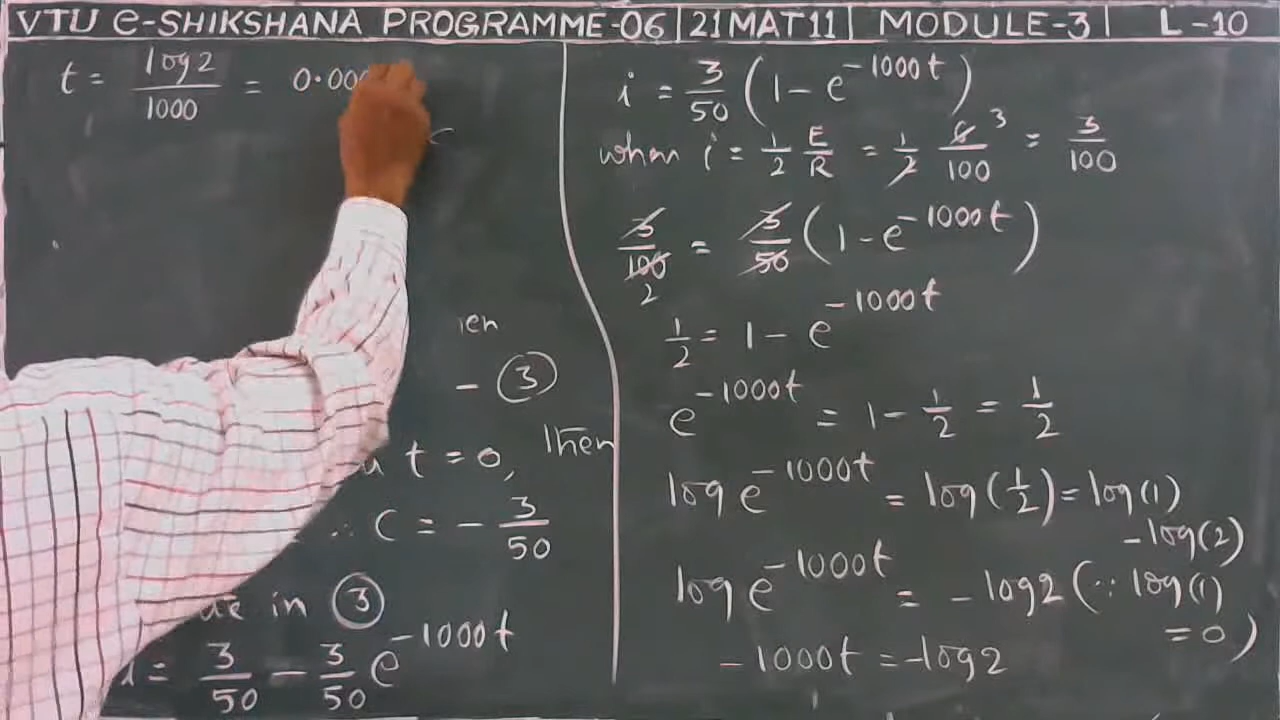 VTU e-SHIKSHANA PROGRAMME-06 | 21MAT11 | MODULE-3 | L-10
t = log2/1000 = 0.000
- ③
t = 0, then
∴ C = - 3/50
in ③
i = 3/50 - 3/50 e^-1000t
i = 3/50 (1 - e^-1000t)
when i = 1/2 E/R = 1/2 6/100 3 = 3/100
3/100 2 = 3/50 (1 - e^-1000t)
1/2 = 1 - e^-1000t
e^-1000t = 1 - 1/2 = 1/2
log e^-1000t = log(1/2) = log(1)
- log(2)
log e^-1000t = - log2 (∵ log(1)
= 0)
- 1000t = -log2